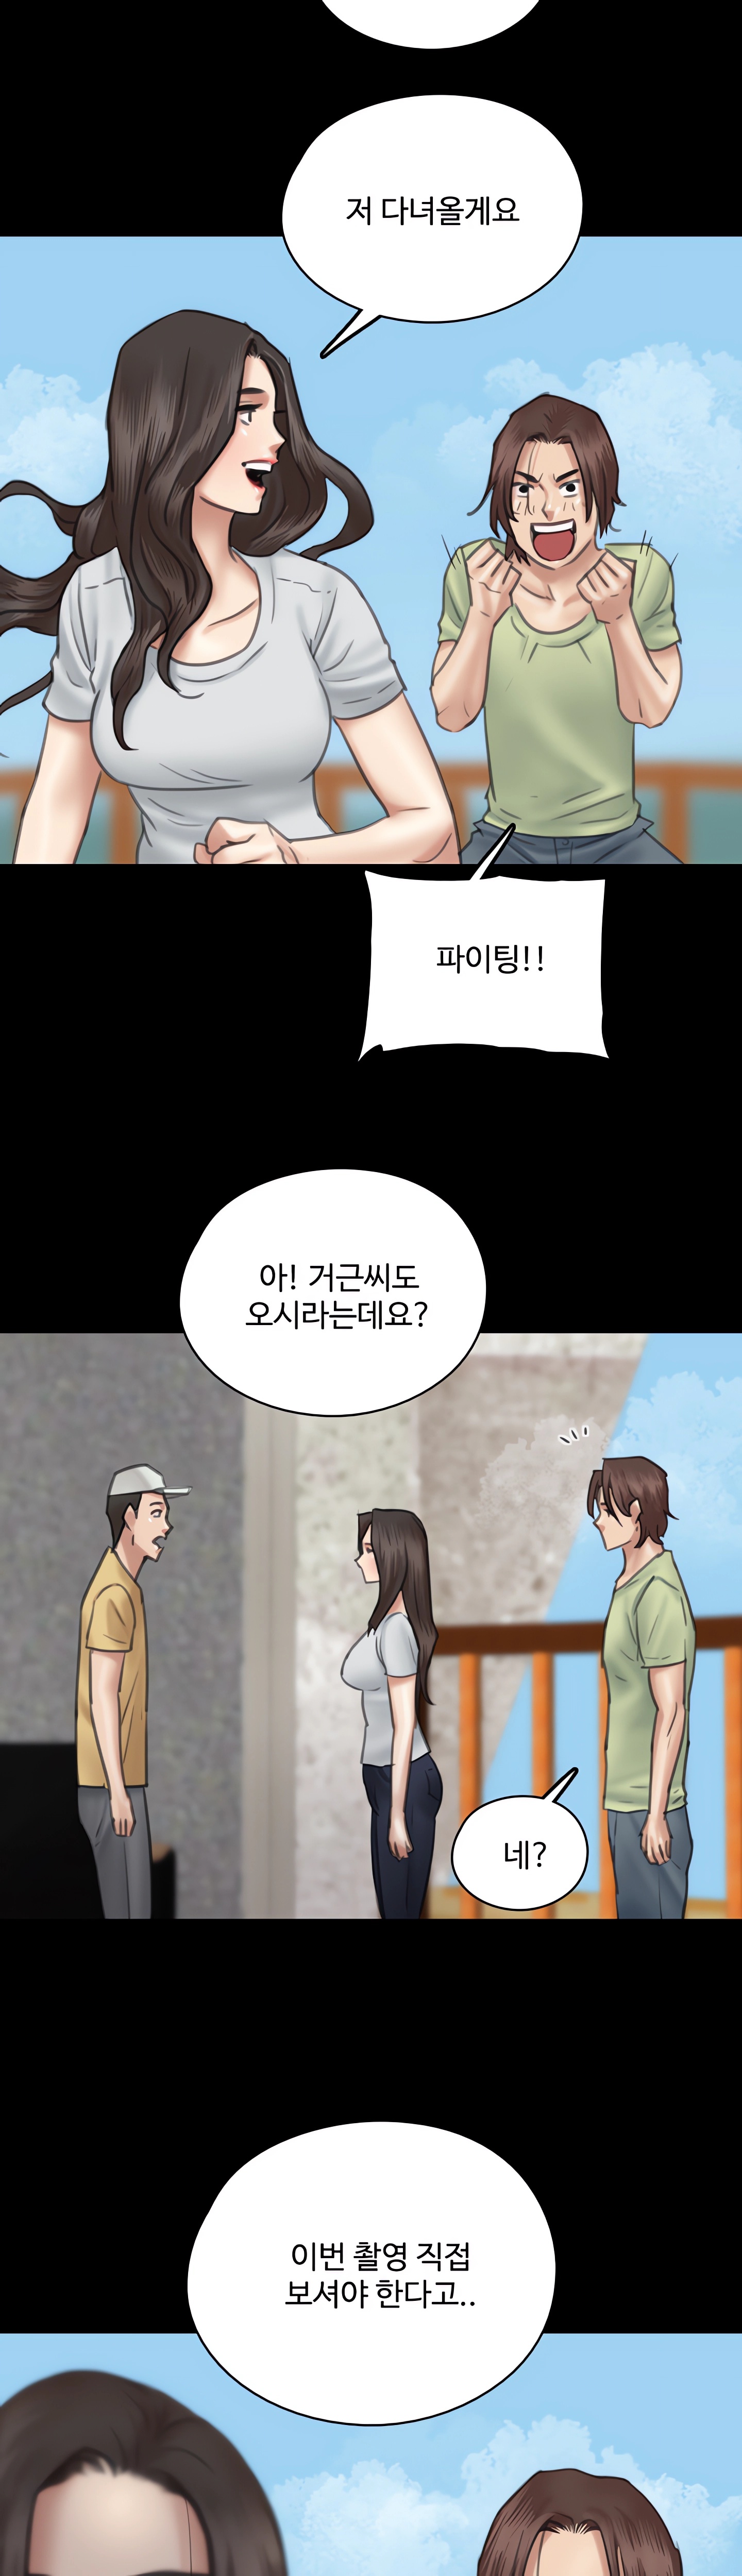 저 다녀올게요
파이팅!!
아! 거근씨도
오시라는데요?
네?
이번 촬영 직접
보셔야 한다고..